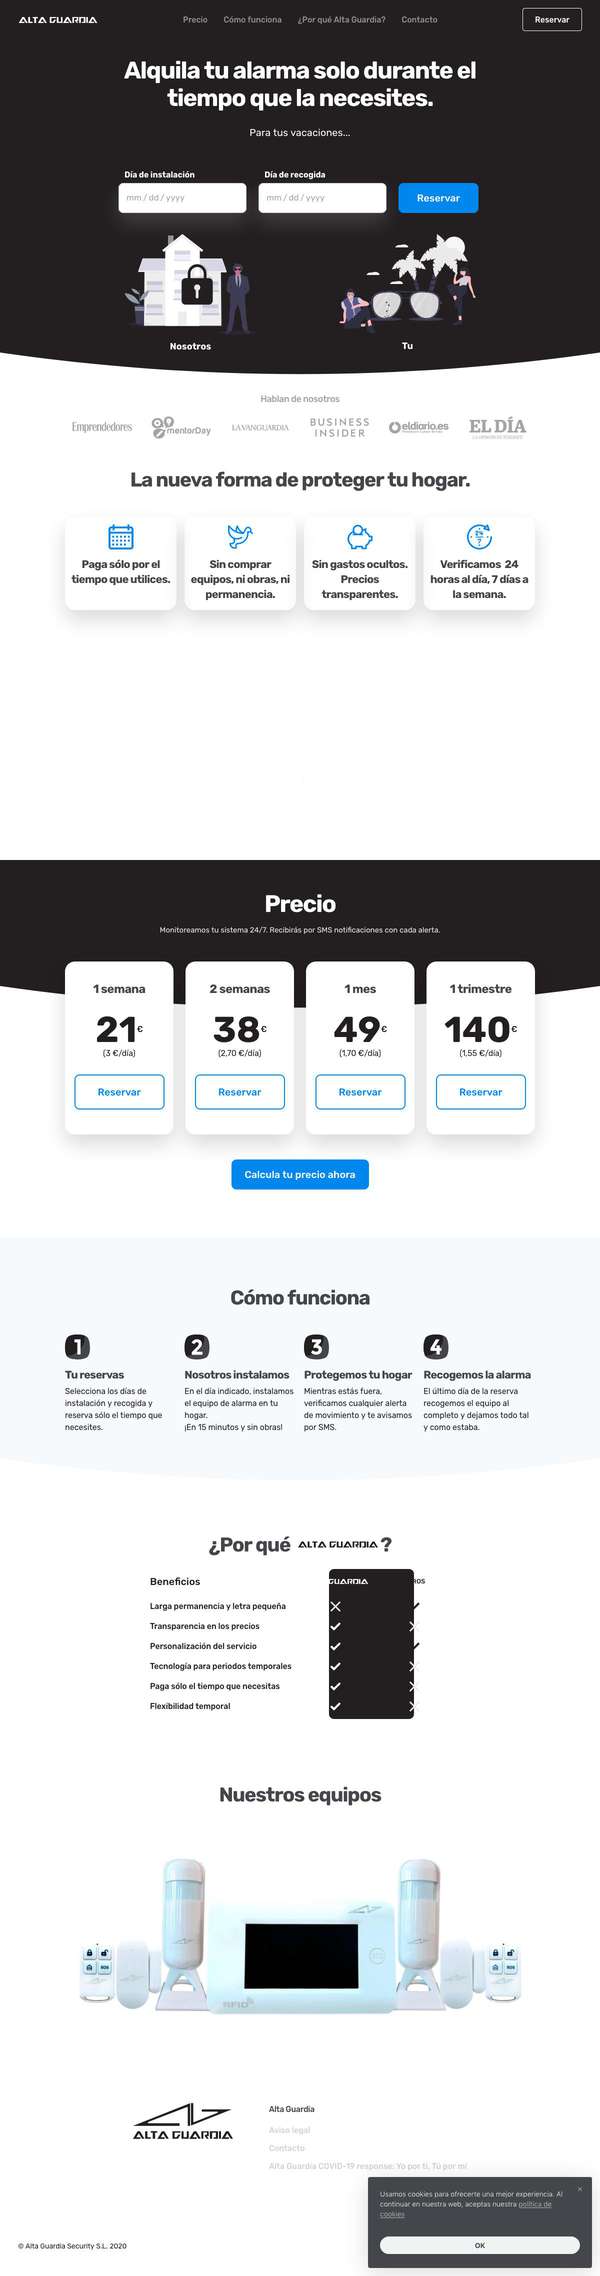 ALTA GUARDIA
Precio
Cómo funciona
¿Por qué Alta Guardia?
Contacto
Reservar
Alquila tu alarma solo durante el
tiempo que la necesites.
Para tus vacaciones...
Día de instalación
Día de recogida
mm / dd / yyyy
mm / dd / yyyy
Reservar
Nosotros
Tu
Hablan de nosotros
Emprendedores
mentorDay
LA VANGUARDIA
BUSINESS
INSIDER
eldiario.es
EL DÍA
La nueva forma de proteger tu hogar.
Paga sólo por el
tiempo que utilices.
Sin comprar
equipos, ni obras, ni
permanencia.
Sin gastos ocultos.
Precios
transparentes.
24
7
Verificamos 24
horas al día, 7 días a
la semana.
Precio
Monitoreamos tu sistema 24/7. Recibirás por SMS notificaciones con cada alerta.
1 semana
21€
(3 €/día)
Reservar
2 semanas
38€
(2,70 €/día)
Reservar
1 mes
49€
(1,70 €/día)
Reservar
1 trimestre
140€
(1,55 €/día)
Reservar
Calcula tu precio ahora
Cómo funciona
1
Tu reservas
Selecciona los días de
instalación y recogida y
reserva sólo el tiempo que
necesites.
2
Nosotros instalamos
En el día indicado, instalamos
el equipo de alarma en tu
hogar.
¡En 15 minutos y sin obras!
3
Protegemos tu hogar
Mientras estás fuera,
verificamos cualquier alerta
de movimiento y te avisamos
por SMS.
4
Recogemos la alarma
El último día de la reserva
recogemos el equipo al
completo y dejamos todo tal
y como estaba.
¿Por qué ALTA GUARDIA ?
Beneficios
GUARDIA
ROS
Larga permanencia y letra pequeña
Transparencia en los precios
Personalización del servicio
Tecnología para periodos temporales
Paga sólo el tiempo que necesitas
Flexibilidad temporal
Nuestros equipos
SOS
RFID
SOS
ALTA GUARDIA
Alta Guardia
Aviso legal
Contacto
Alta Guardia COVID-19 response: Yo por ti, Tú por mí
Usamos cookies para ofrecerte una mejor experiencia. Al
continuar en nuestra web, aceptas nuestra política de
cookies
×
OK
© Alta Guardia Security S.L. 2020